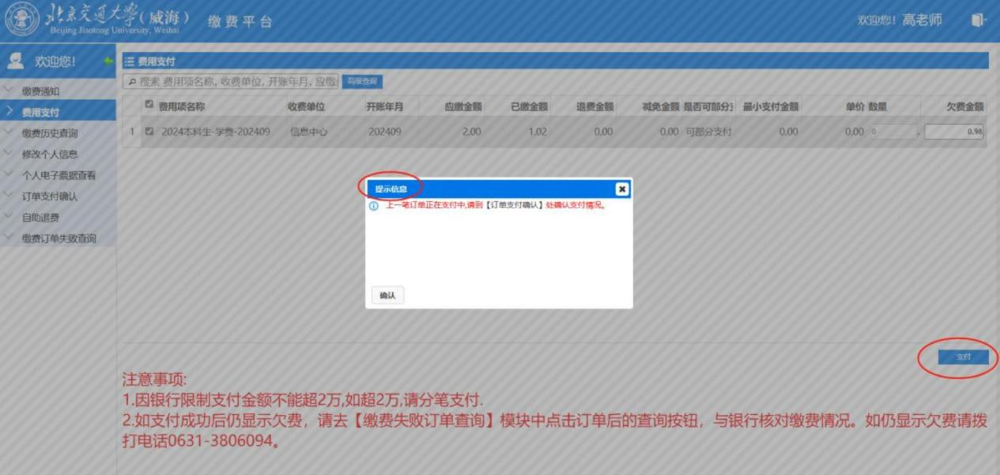 北京交通大学(威海)
Beijing Jiaotong University, Weihai
缴费平台
欢迎您! 高老师
欢迎您!
缴费通知
费用支付
缴费历史查询
修改个人信息
个人电子票据查看
订单支付确认
自助退费
缴费订单失败查询
费用支付
搜索 费用项名称, 收费单位, 开账年月, 应缴 高级查询
费用项名称 收费单位 开账年月 应缴金额 已缴金额 退费金额 减免金额 是否可部分 最小支付金额 单价 数量 欠费金额
1 2024本科生-学费-202409 信息中心 202409 2.00 1.02 0.00 0.00 可部分支付 0.00 0.00 0 0.98
提示信息
上一笔订单正在支付中,请到【订单支付确认】处确认支付情况。
确认
支付
注意事项:
1.因银行限制支付金额不能超2万,如超2万,请分笔支付.
2.如支付成功后仍显示欠费，请去【缴费失败订单查询】模块中点击订单后的查询按钮，与银行核对缴费情况。如仍显示欠费请拨
打电话0631-3806094。